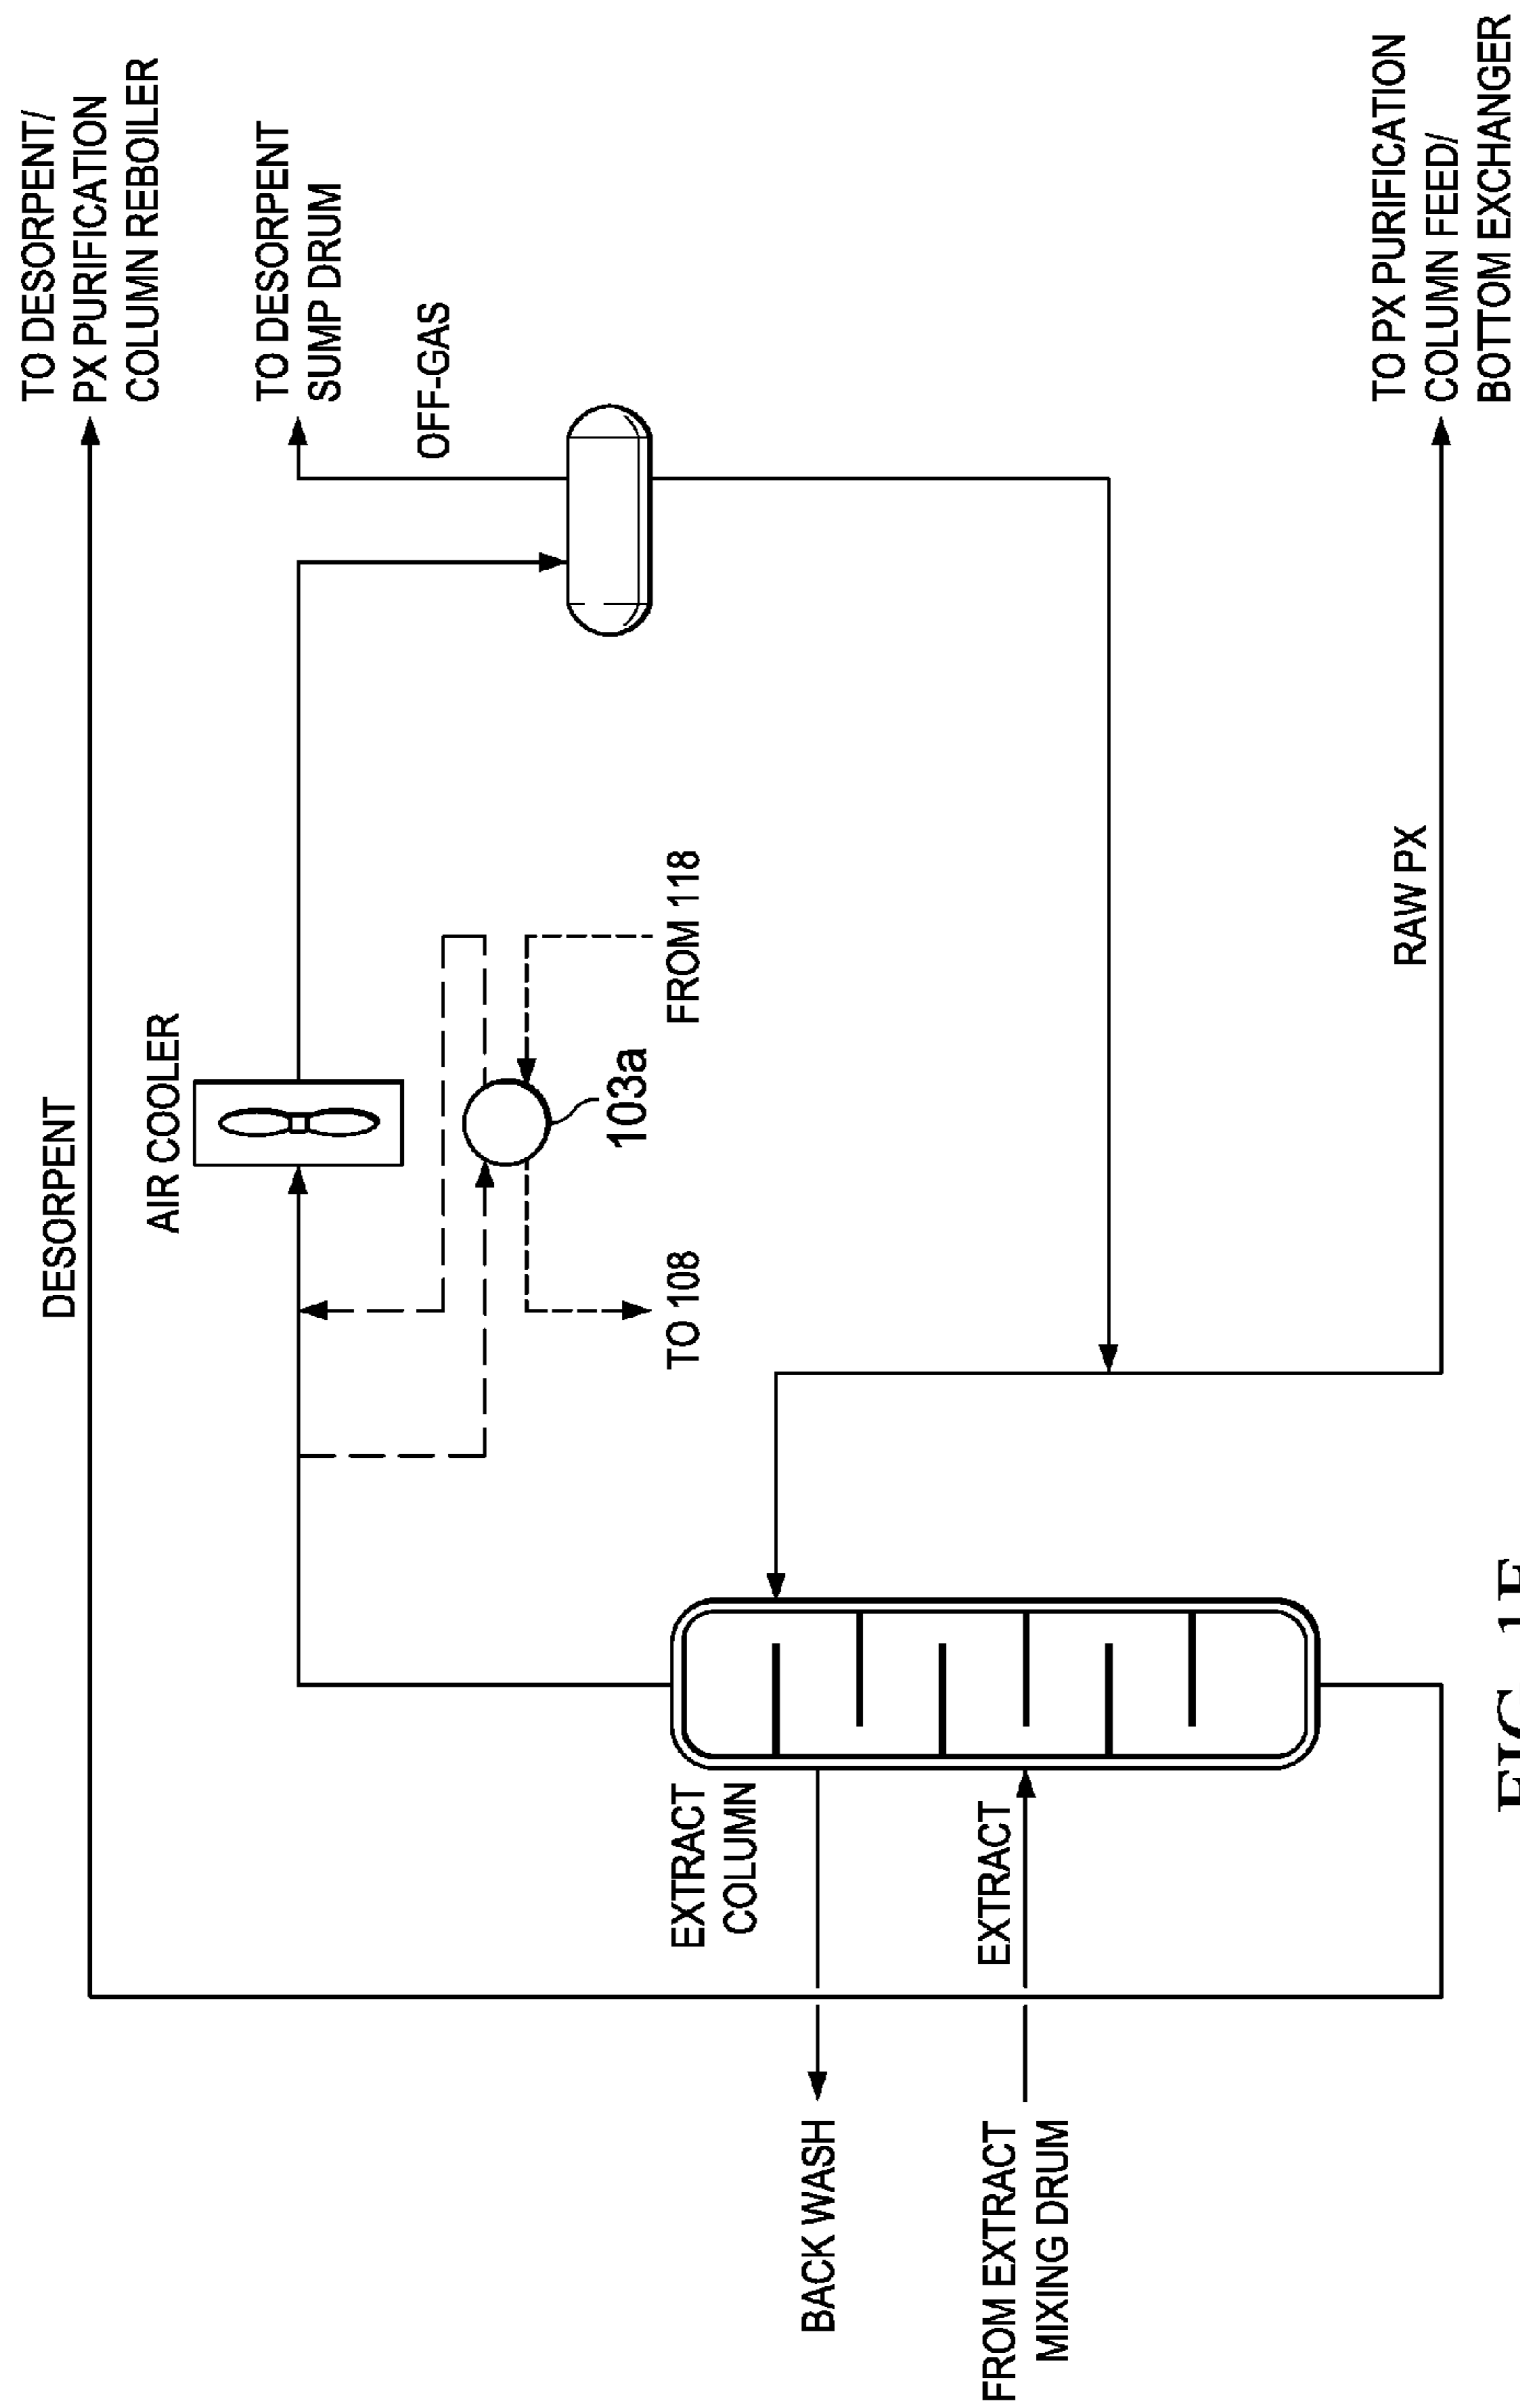 TO DESORPENT/
PX PURIFICATION
COLUMN REBOILER
DESORPENT
TO DESORPENT
SUMP DRUM
AIR COOLER
OFF-GAS
103a
TO 108
FROM 118
EXTRACT
COLUMN
BACK WASH
EXTRACT
FROM EXTRACT
MIXING DRUM
RAW PX
TO PX PURIFICATION
COLUMN FEED/
BOTTOM EXCHANGER